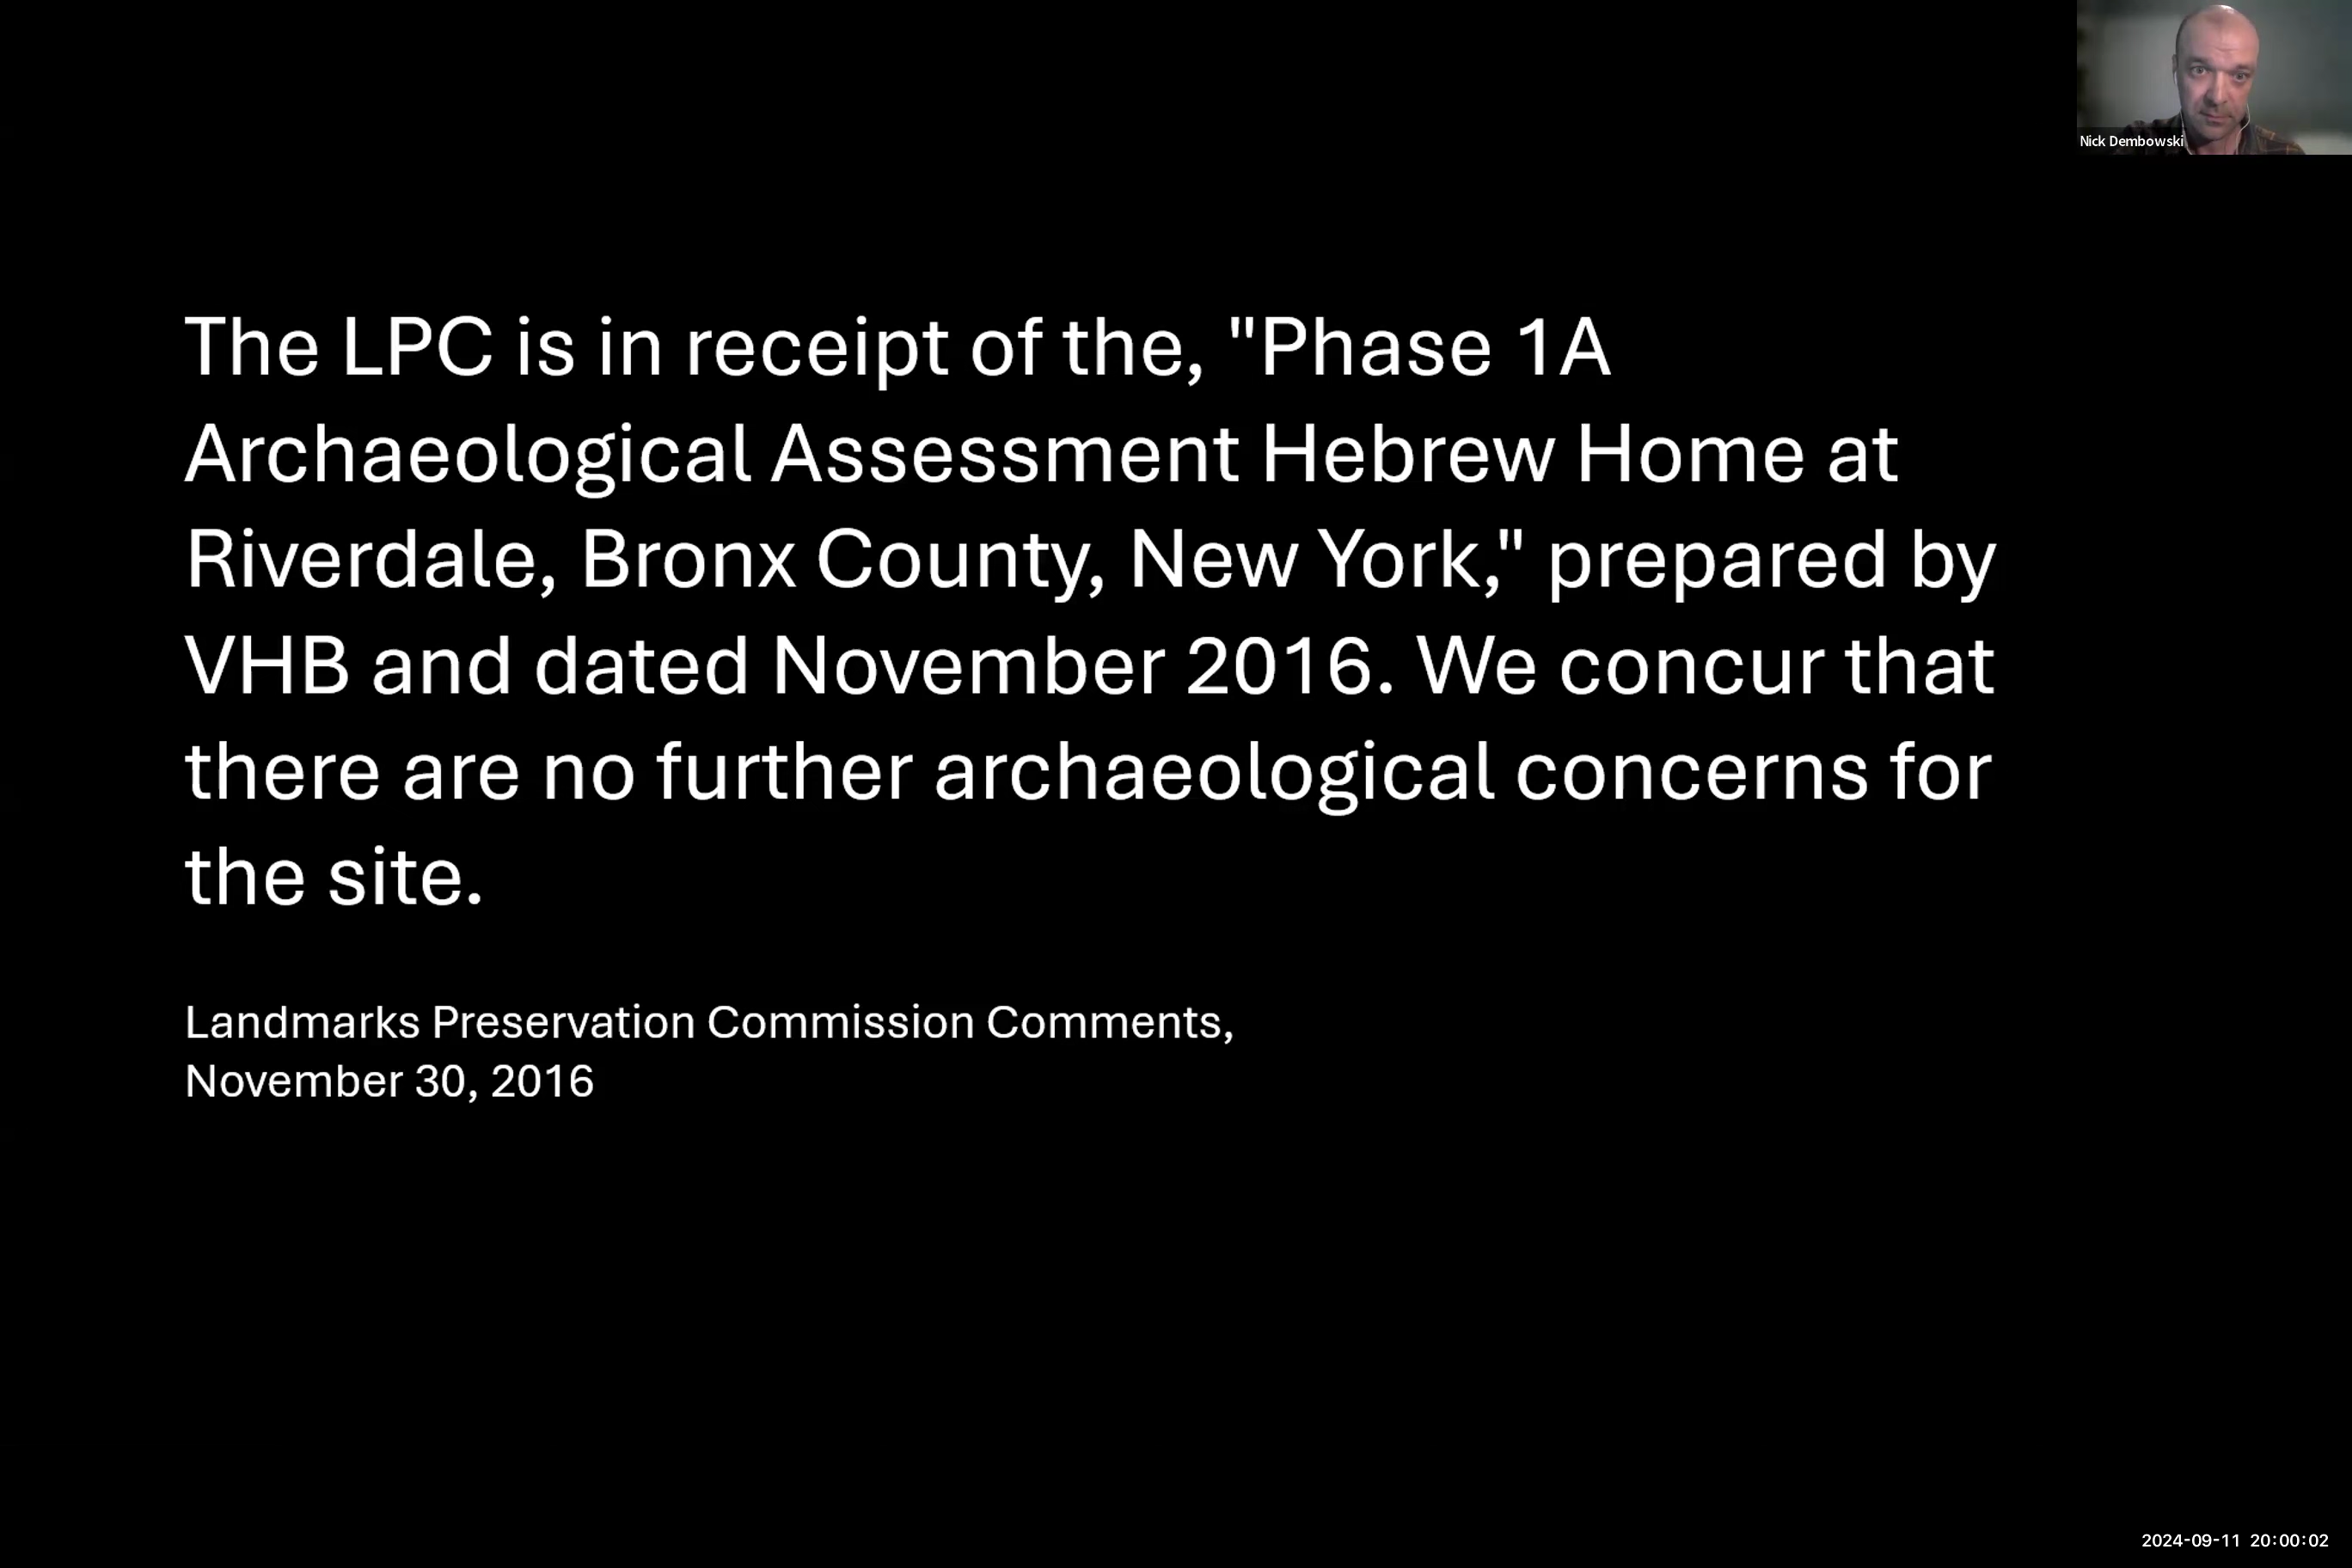 Nick Dembowski
The LPC is in receipt of the, "Phase 1A
Archaeological Assessment Hebrew Home at
Riverdale, Bronx County, New York," prepared by
VHB and dated November 2016. We concur that
there are no further archaeological concerns for
the site.
Landmarks Preservation Commission Comments,
November 30, 2016
2024-09-11 20:00:02